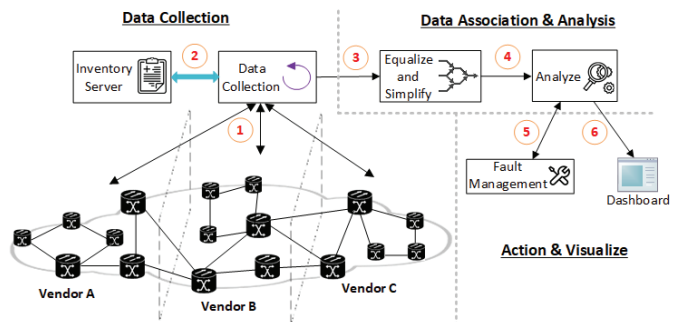 Data Collection
Data Association & Analysis
2
3
4
Inventory
Server
Data
Collection
Equalize
and
Simplify
Analyze
1
5
6
Fault
Management
Dashboard
Action & Visualize
Vendor A
Vendor B
Vendor C